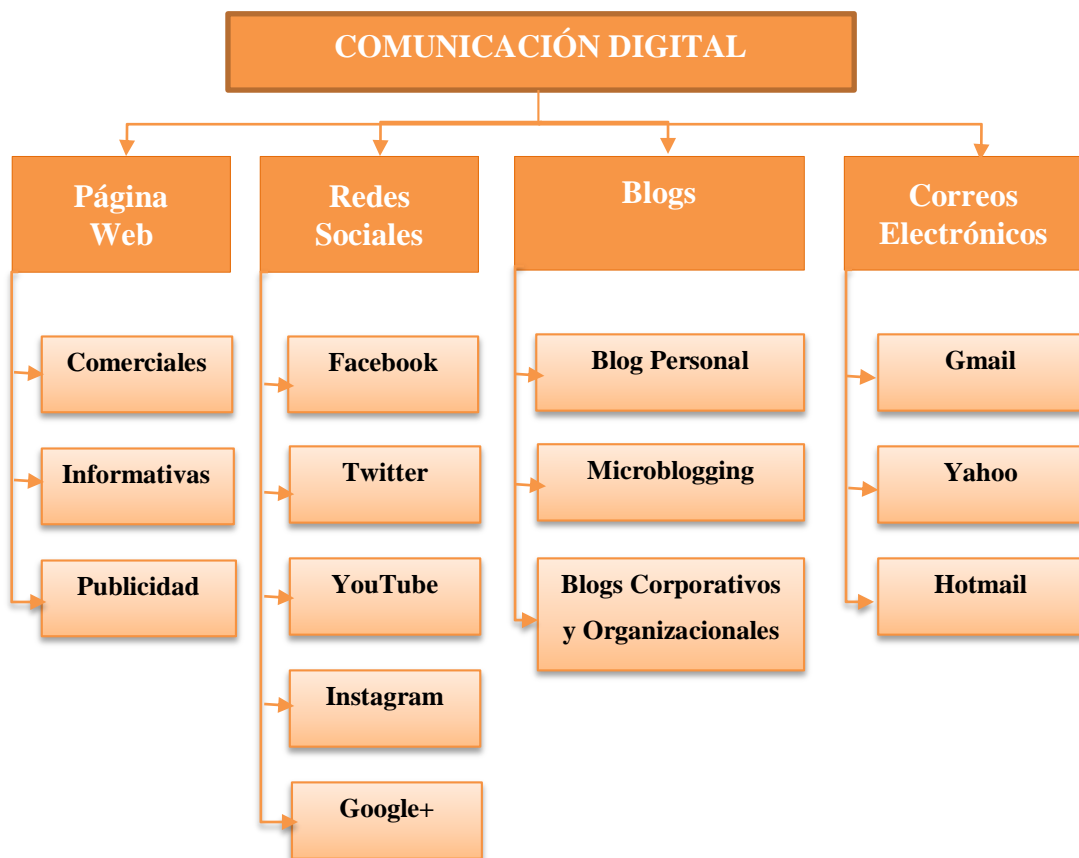 COMUNICACIÓN DIGITAL
Página
Web
Comerciales
Informativas
Publicidad
Redes
Sociales
Facebook
Twitter
YouTube
Instagram
Google+
Blogs
Blog Personal
Microblogging
Blogs Corporativos
y Organizacionales
Correos
Electrónicos
Gmail
Yahoo
Hotmail